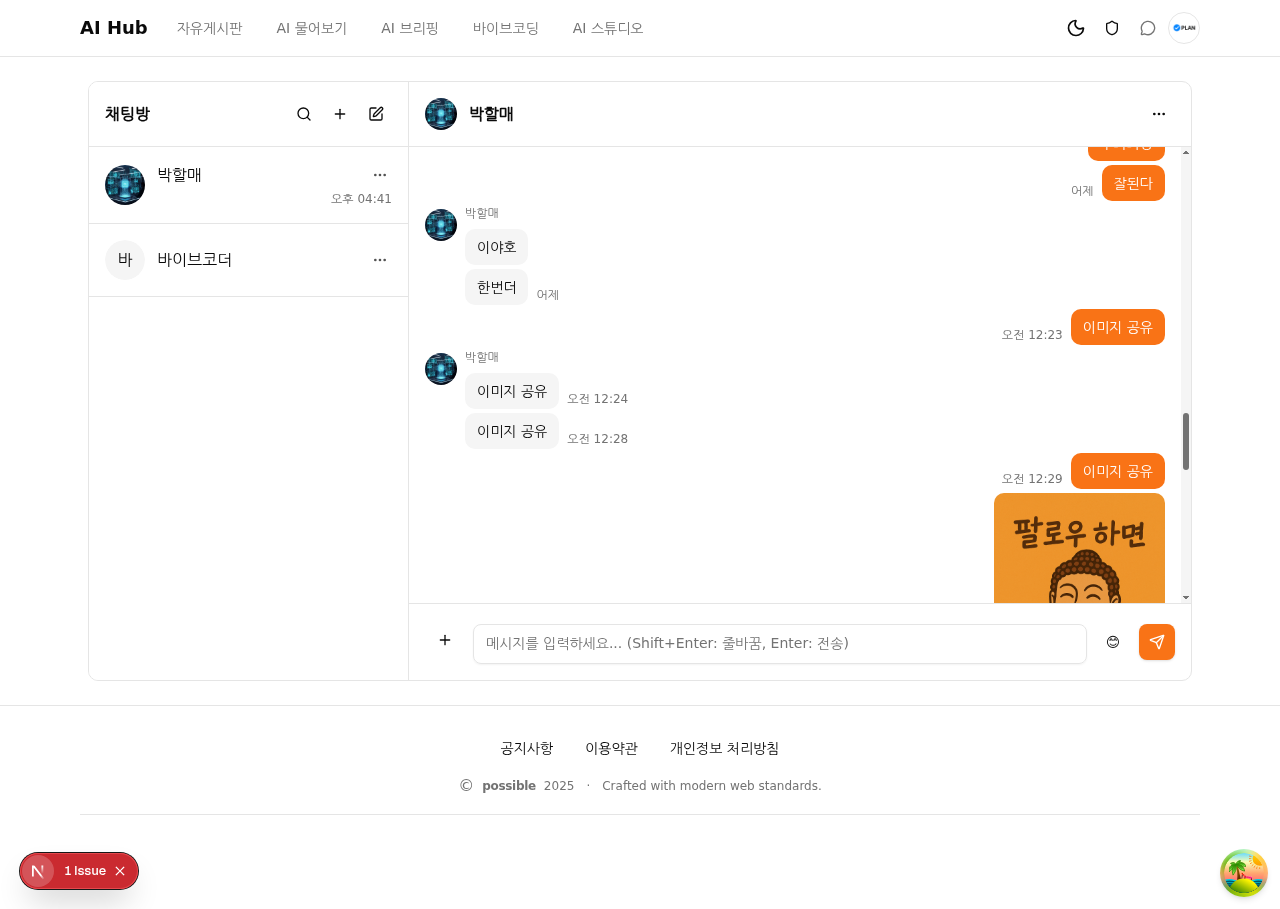 AI Hub 자유게시판 AI 물어보기 AI 브리핑 바이브코딩 AI 스튜디오 PLAN
채팅방
박할매
오후 04:41
바 바이브코더
박할매
잘된다
어제
박할매
이야호
한번더 어제
오전 12:23 이미지 공유
박할매
이미지 공유 오전 12:24
이미지 공유 오전 12:28
오전 12:29 이미지 공유
팔로우 하면
메시지를 입력하세요... (Shift+Enter: 줄바꿈, Enter: 전송)
공지사항 이용약관 개인정보 처리방침
© possible 2025 · Crafted with modern web standards.
N 1 Issue